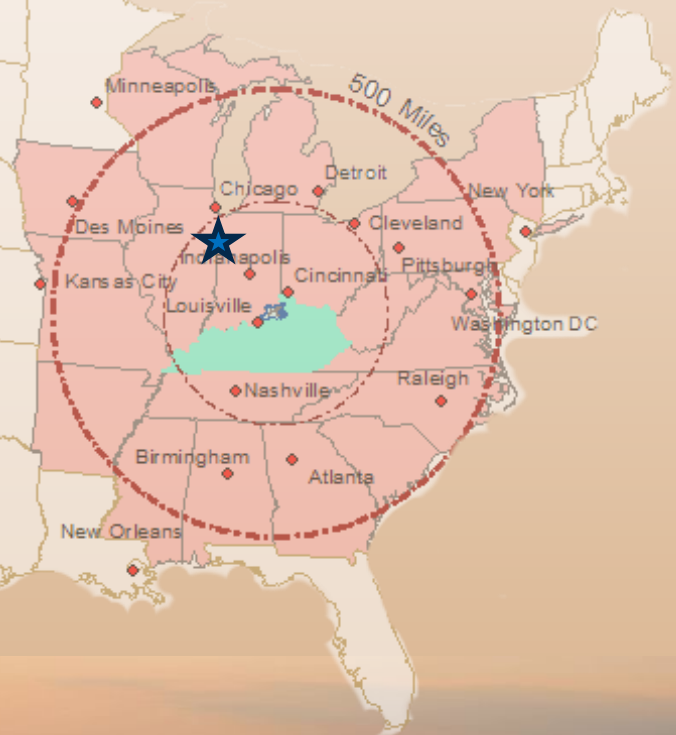 Minneapolis
500 Miles
Detroit
Chicago
New York
Des Moines
Cleveland
Indianapolis
Pittsburgh
Kansas City
Cincinnati
Louisville
Washington DC
Raleigh
Nashville
Birmingham
Atlanta
New Orleans